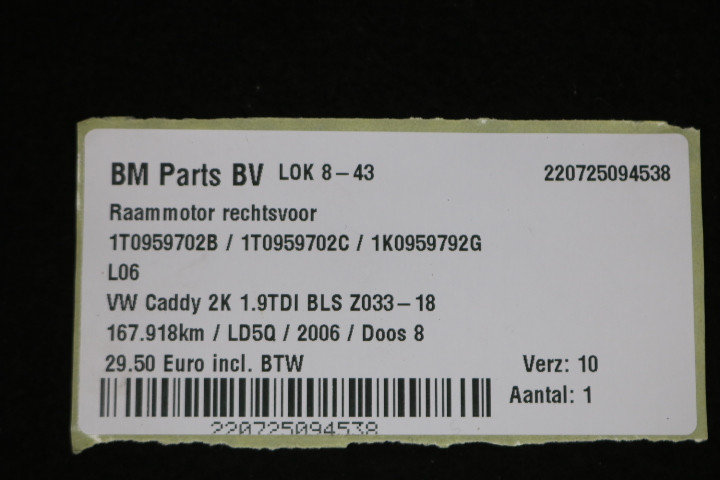 BM Parts BV LOK 8-43 220725094538
Raammotor rechtsvoor
1T0959702B / 1T0959702C / 1K0959792G
L06
VW Caddy 2K 1.9TDI BLS Z033-18
167.918km / LD5Q / 2006 / Doos 8
29.50 Euro incl. BTW Verz: 10
Aantal: 1
220725094538